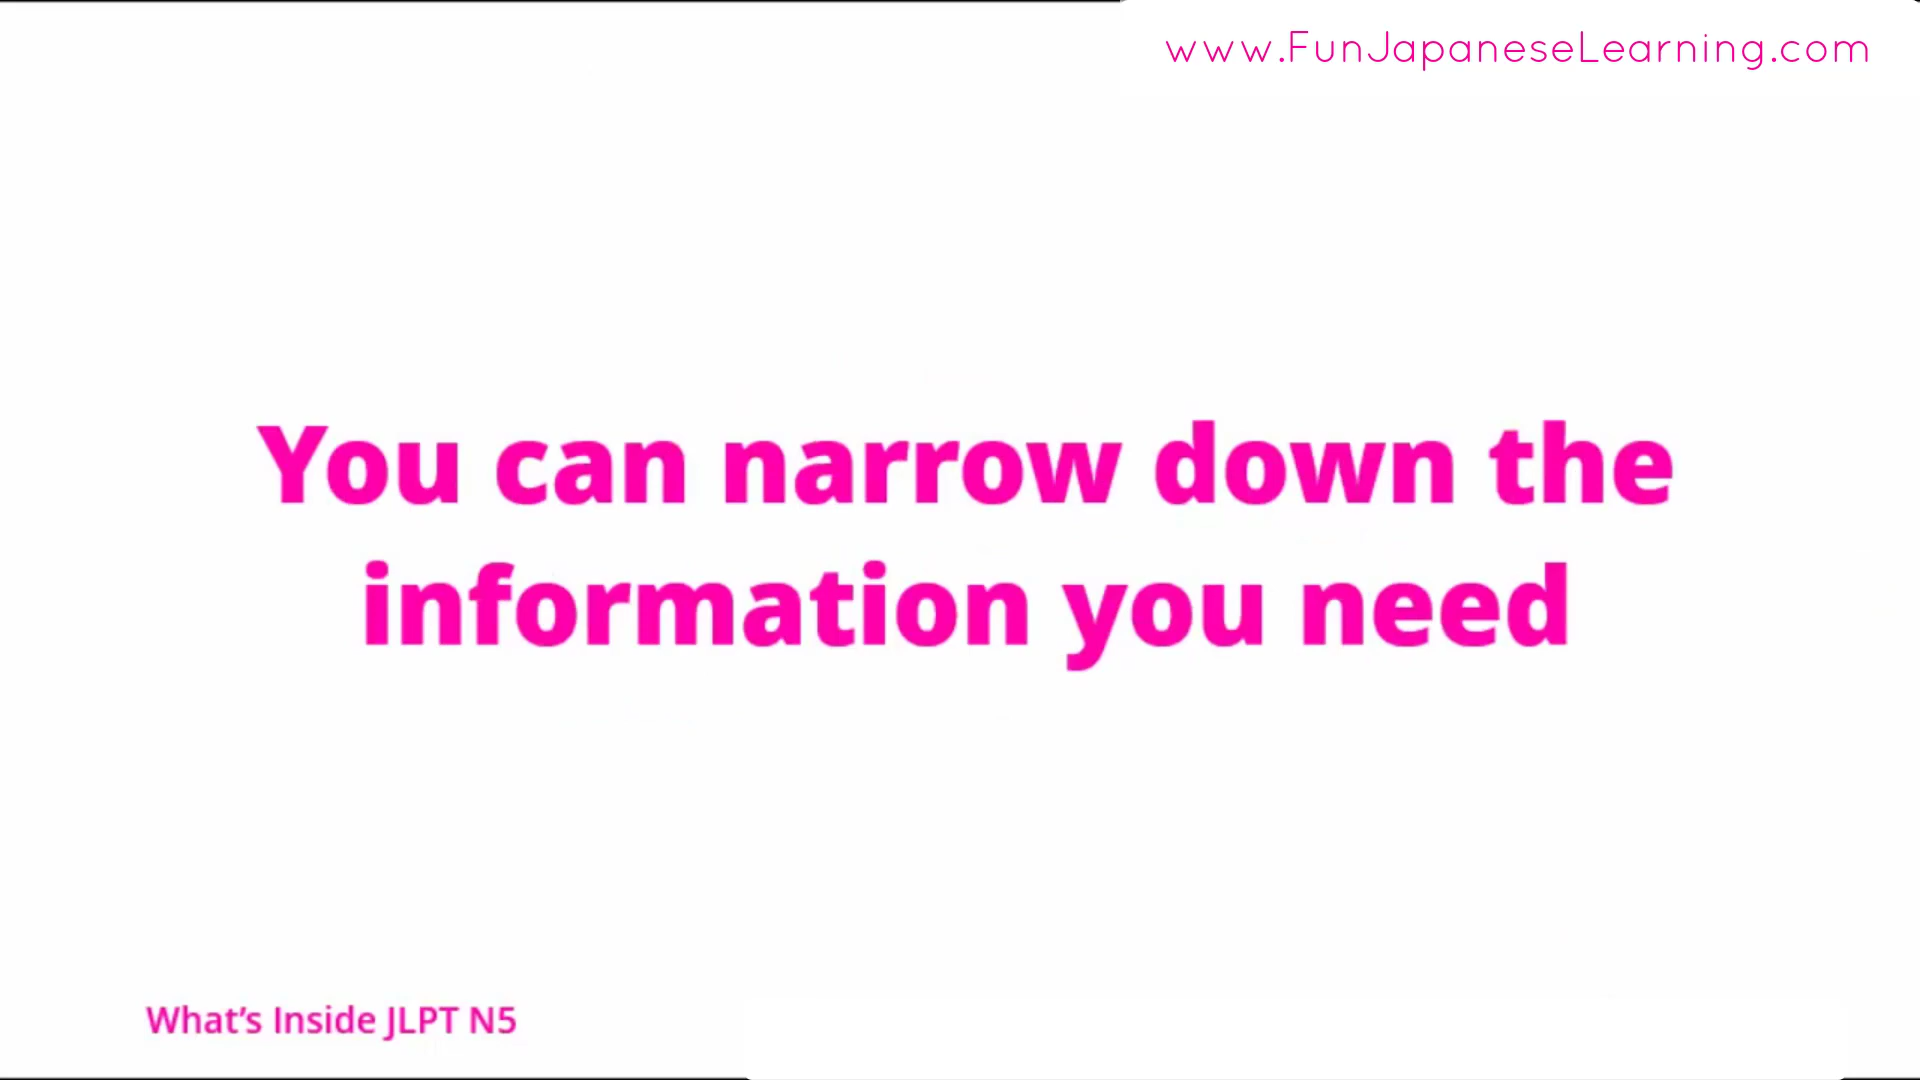 www.FunJapaneseLearning.com
You can narrow down the
information you need
What's Inside JLPT N5